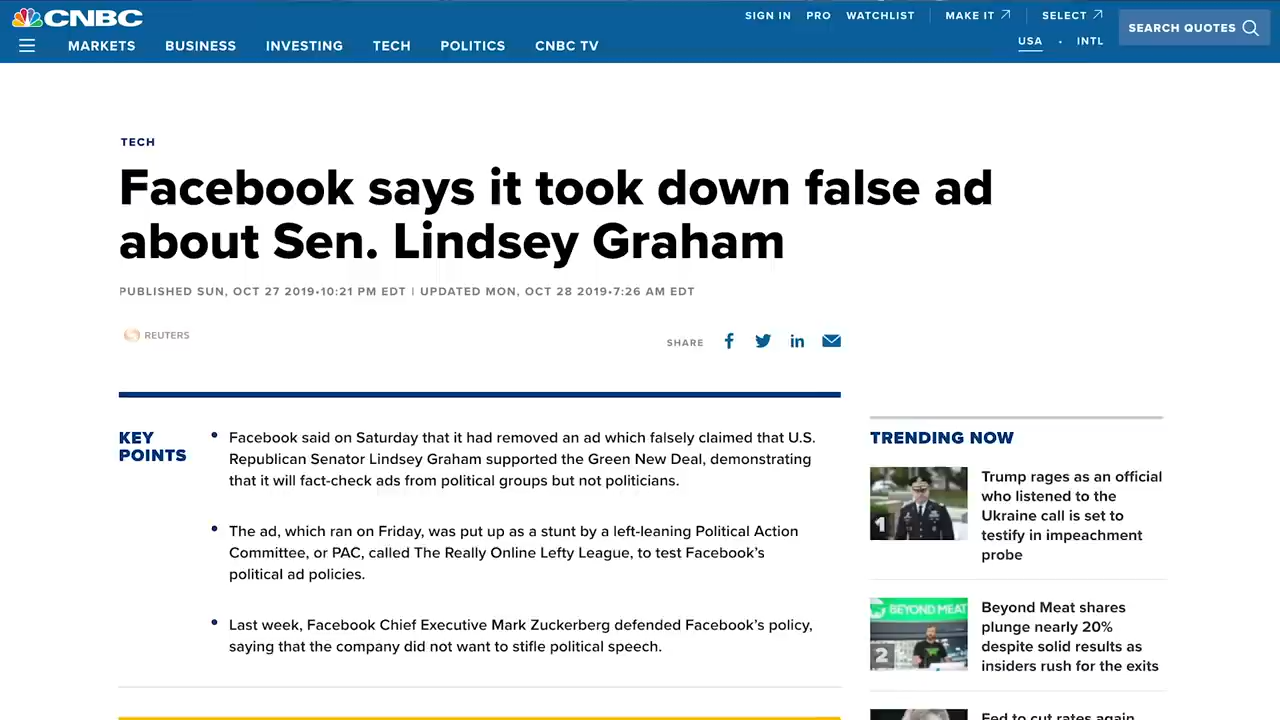 CNBC
SIGN IN PRO WATCHLIST MAKE IT SELECT
SEARCH QUOTES
USA • INTL
MARKETS BUSINESS INVESTING TECH POLITICS CNBC TV
TECH
Facebook says it took down false ad
about Sen. Lindsey Graham
PUBLISHED SUN, OCT 27 2019•10:21 PM EDT | UPDATED MON, OCT 28 2019•7:26 AM EDT
REUTERS
SHARE
KEY
POINTS
• Facebook said on Saturday that it had removed an ad which falsely claimed that U.S.
Republican Senator Lindsey Graham supported the Green New Deal, demonstrating
that it will fact-check ads from political groups but not politicians.
• The ad, which ran on Friday, was put up as a stunt by a left-leaning Political Action
Committee, or PAC, called The Really Online Lefty League, to test Facebook’s
political ad policies.
• Last week, Facebook Chief Executive Mark Zuckerberg defended Facebook’s policy,
saying that the company did not want to stifle political speech.
TRENDING NOW
1
Trump rages as an official
who listened to the
Ukraine call is set to
testify in impeachment
probe
BEYOND MEAT
2
Beyond Meat shares
plunge nearly 20%
despite solid results as
insiders rush for the exits
Fed to cut rates again